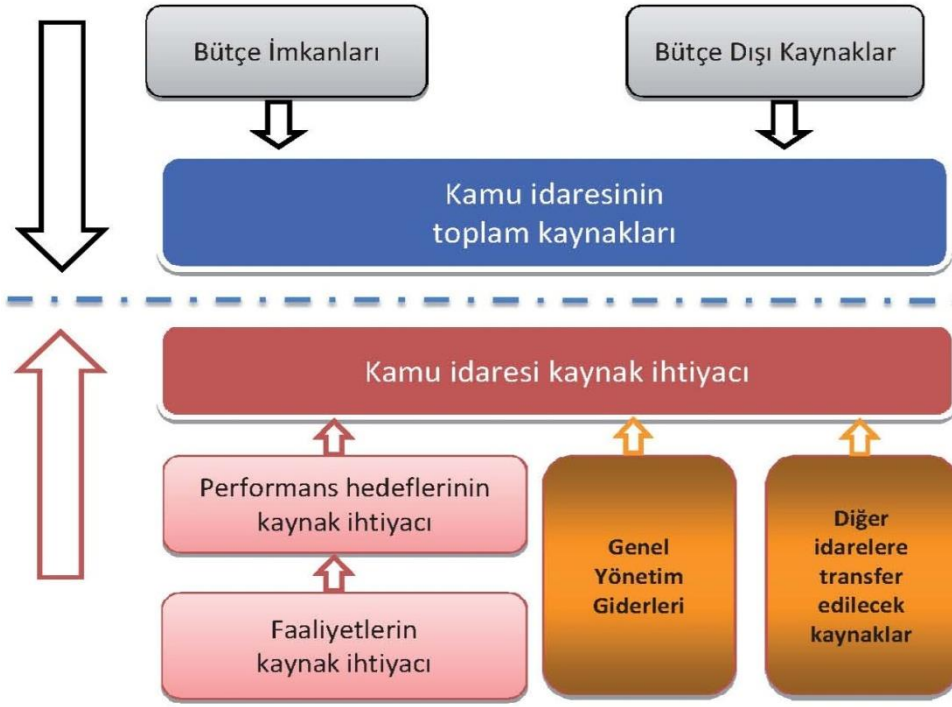 Bütçe İmkanları
Bütçe Dışı Kaynaklar
Kamu idaresinin
toplam kaynakları
Kamu idaresi kaynak ihtiyacı
Performans hedeflerinin
kaynak ihtiyacı
Faaliyetlerin
kaynak ihtiyacı
Genel
Yönetim
Giderleri
Diğer
idarelere
transfer
edilecek
kaynaklar